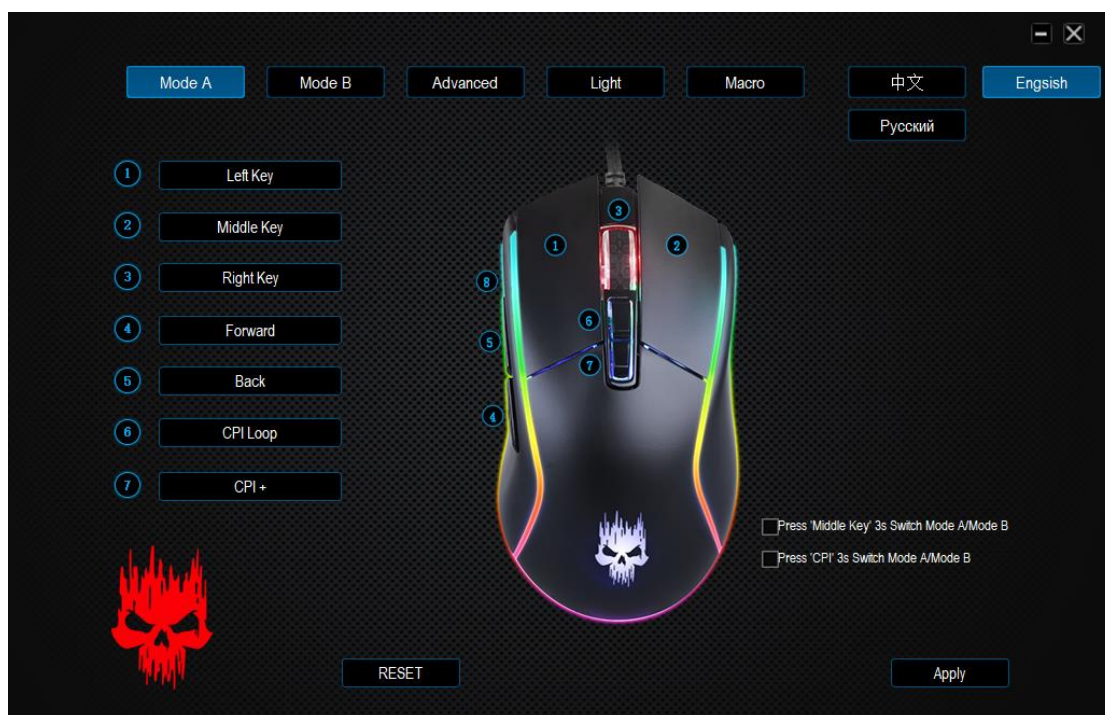 Mode A Mode B Advanced Light Macro 中文 Engsish
Русский
1 Left Key
2 Middle Key
3 Right Key
4 Forward
5 Back
6 CPI Loop
7 CPI +
3
1 2
8
6
5
7
4
Press 'Middle Key' 3s Switch Mode A/Mode B
Press 'CPI' 3s Switch Mode A/Mode B
RESET Apply